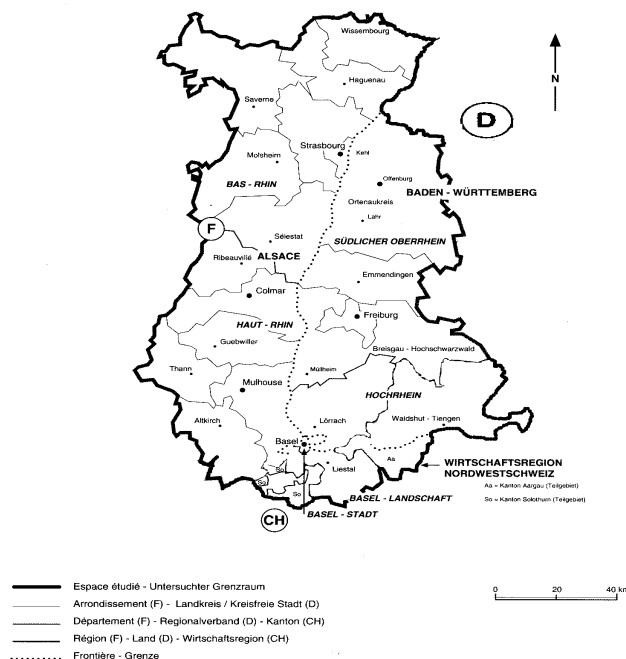 Wissembourg
Haguenau
N
Saverne
D
Strasbourg
Kehl
Molsheim
BAS - RHIN
Offenburg
BADEN - WÜRTTEMBERG
Ortenaukreis
Lahr
F
Sélestat
SÜDLICHER OBERRHEIN
Ribeauvillé
ALSACE
Emmendingen
Colmar
Freiburg
HAUT - RHIN
Guebwiller
Breisgau - Hochschwarzwald
Thann
Müllheim
Mulhouse
HOCHRHEIN
Altkirch
Lörrach
Waldshut - Tiengen
Basel
Aa
WIRTSCHAFTSREGION
NORDWESTSCHWEIZ
So
Liestal
So
So
Aa = Kanton Aargau (Teilgebiet)
So = Kanton Solothurn (Teilgebiet)
BASEL - LANDSCHAFT
BASEL - STADT
CH
Espace étudié - Untersuchter Grenzraum
Arrondissement (F) - Landkreis / Kreisfreie Stadt (D)
Département (F) - Regionalverband (D) - Kanton (CH)
Région (F) - Land (D) - Wirtschaftsregion (CH)
Frontière - Grenze
0 20 40 km